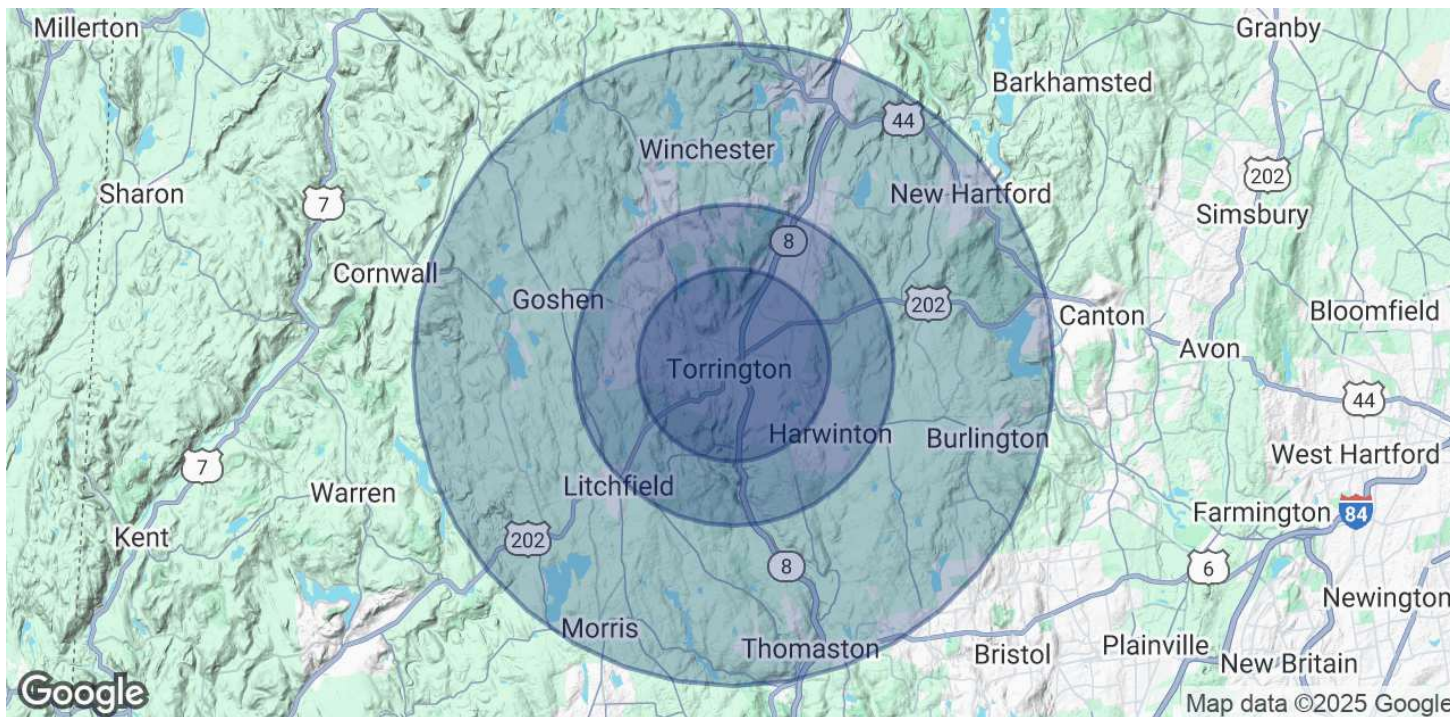 Millerton
Granby
Barkhamsted
44
Winchester
202
Sharon
New Hartford
7
Simsbury
8
Cornwall
Goshen
202
Bloomfield
Canton
Avon
Torrington
44
Harwinton
Burlington
West Hartford
7
Litchfield
Warren
Farmington
84
Kent
202
8
6
Newington
Morris
Thomaston
Bristol
Plainville
New Britain
Google
Map data ©2025 Google